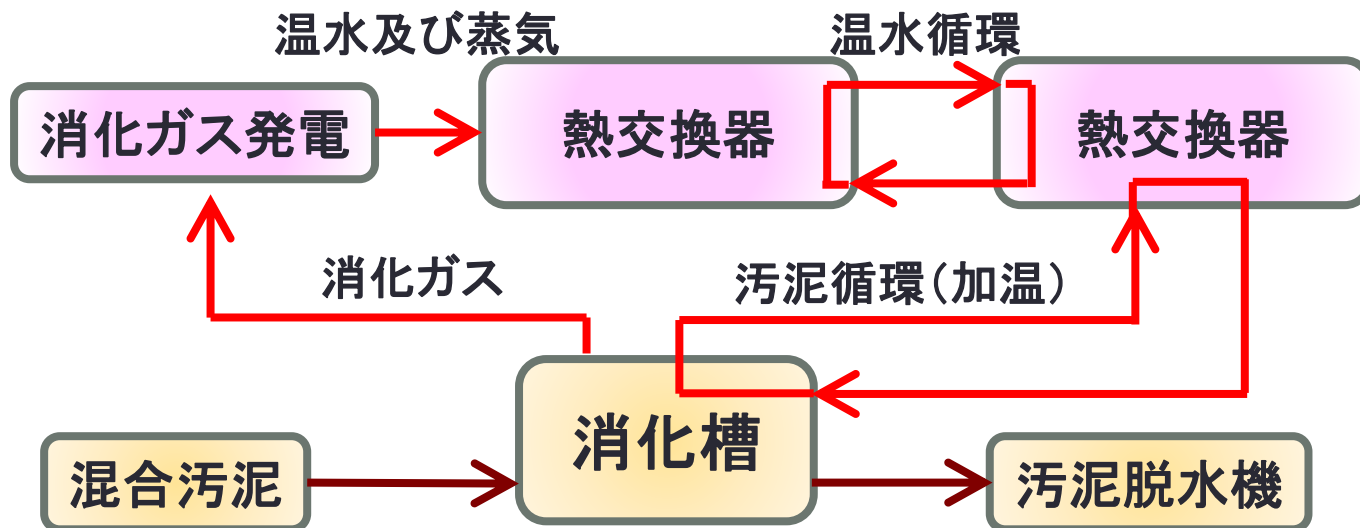 温水及び蒸気
温水循環
消化ガス発電
熱交換器
熱交換器
消化ガス
汚泥循環(加温)
消化槽
混合汚泥
汚泥脱水機